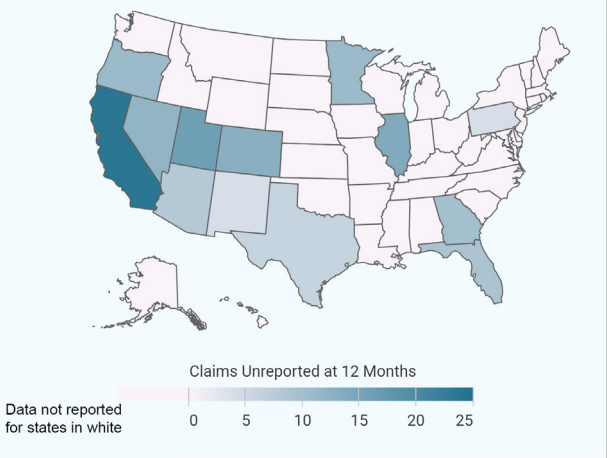 Claims Unreported at 12 Months
Data not reported
for states in white
0 5 10 15 20 25